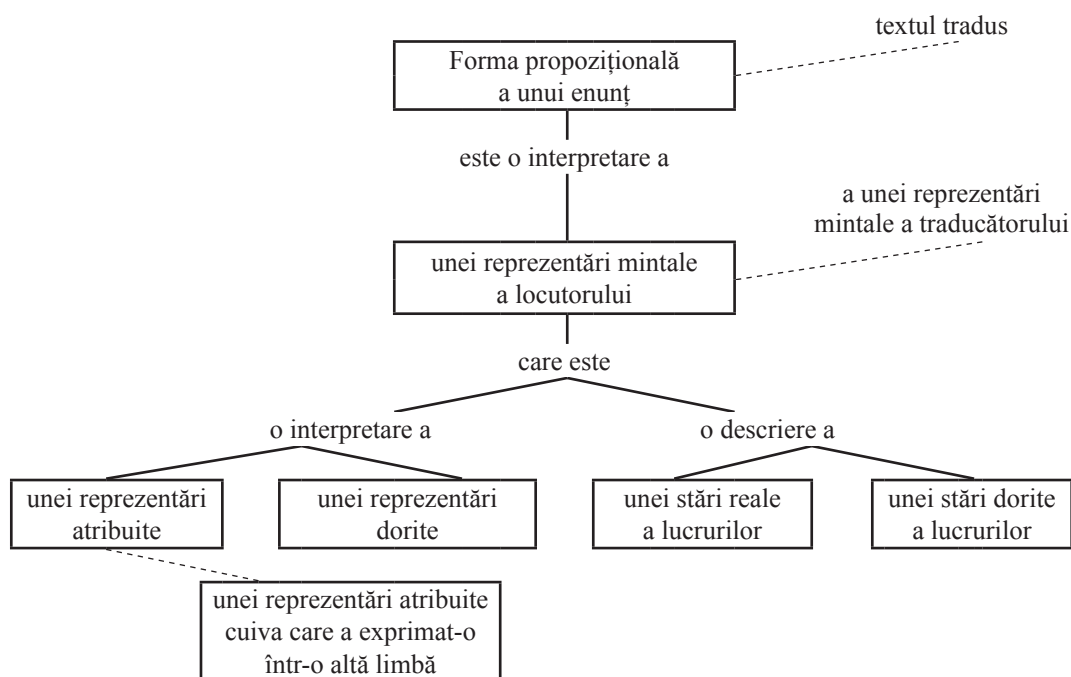 textul tradus
Forma propozițională
a unui enunț
este o interpretare a
a unei reprezentări
mintale a traducătorului
unei reprezentări mintale
a locutorului
care este
o interpretare a
o descriere a
unei reprezentări
atribuite
unei reprezentări
dorite
unei stări reale
a lucrurilor
unei stări dorite
a lucrurilor
unei reprezentări atribuite
cuiva care a exprimat-o
într-o altă limbă